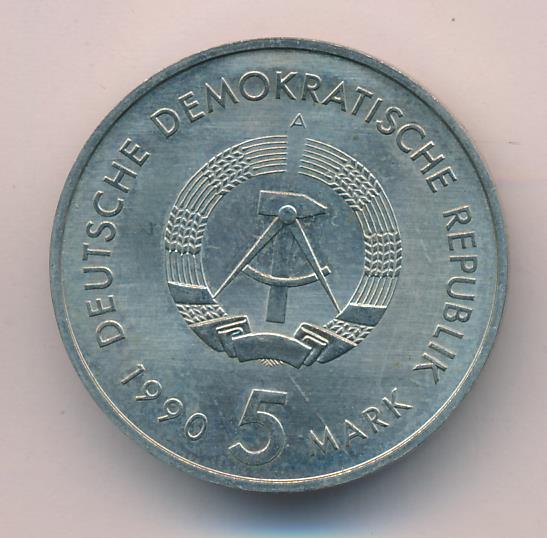 DEUTSCHE DEMOKRATISCHE REPUBLIK
A
1990 5 MARK